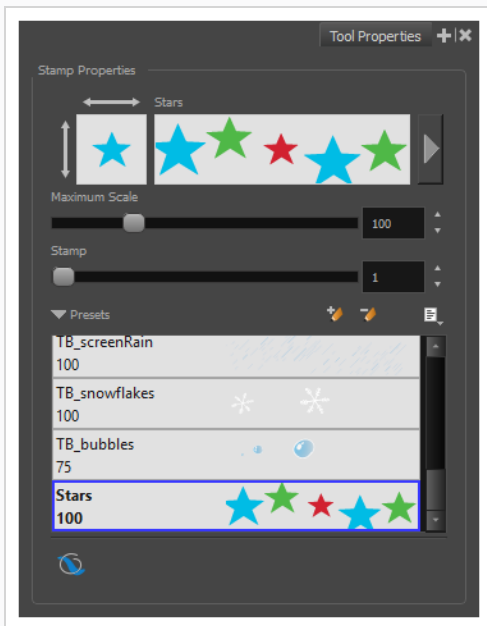 Tool Properties
Stamp Properties
Stars
Maximum Scale
100
Stamp
1
Presets
TB_screenRain
100
TB_snowflakes
100
TB_bubbles
75
Stars
100